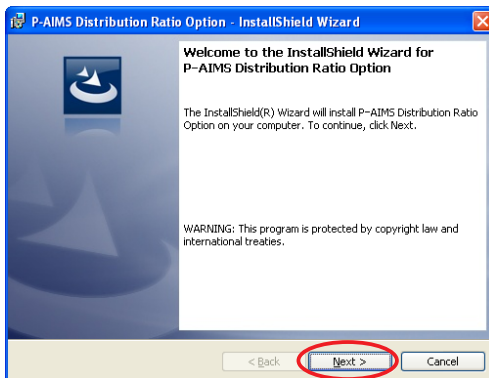 P-AIMS Distribution Ratio Option - InstallShield Wizard
Welcome to the InstallShield Wizard for
P-AIMS Distribution Ratio Option
The InstallShield(R) Wizard will install P-AIMS Distribution Ratio
Option on your computer. To continue, click Next.
WARNING: This program is protected by copyright law and
international treaties.
< Back Next > Cancel